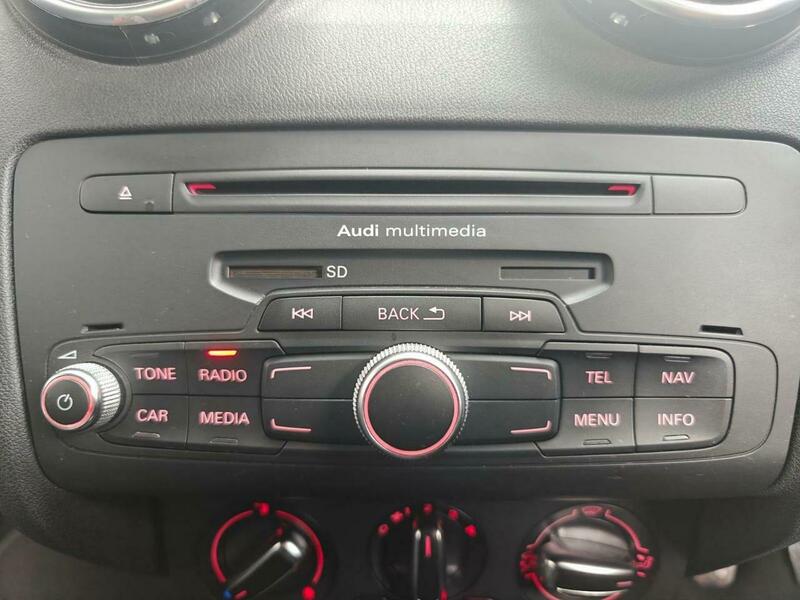 Audi multimedia
SD
BACK
TONE RADIO TEL NAV
CAR MEDIA MENU INFO